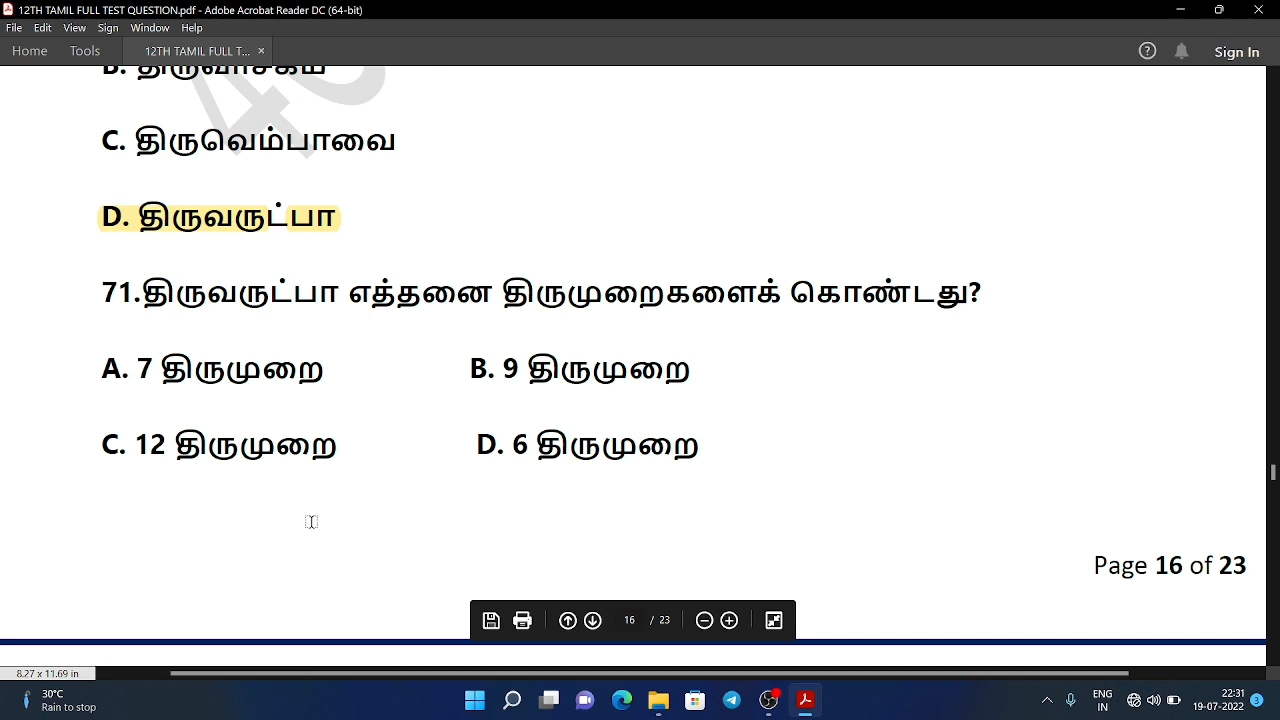 12TH TAMIL FULL TEST QUESTION.pdf - Adobe Acrobat Reader DC (64-bit)
File Edit View Sign Window Help
Home Tools 12TH TAMIL FULL T... × Sign In
C. திருவெம்பாவை
D. திருவருட்பா
71.திருவருட்பா எத்தனை திருமுறைகளைக் கொண்டது?
A. 7 திருமுறை B. 9 திருமுறை
C. 12 திருமுறை D. 6 திருமுறை
Page 16 of 23
16 / 23
8.27 x 11.69 in
30°C
Rain to stop
ENG
IN
22:31
19-07-2022
3